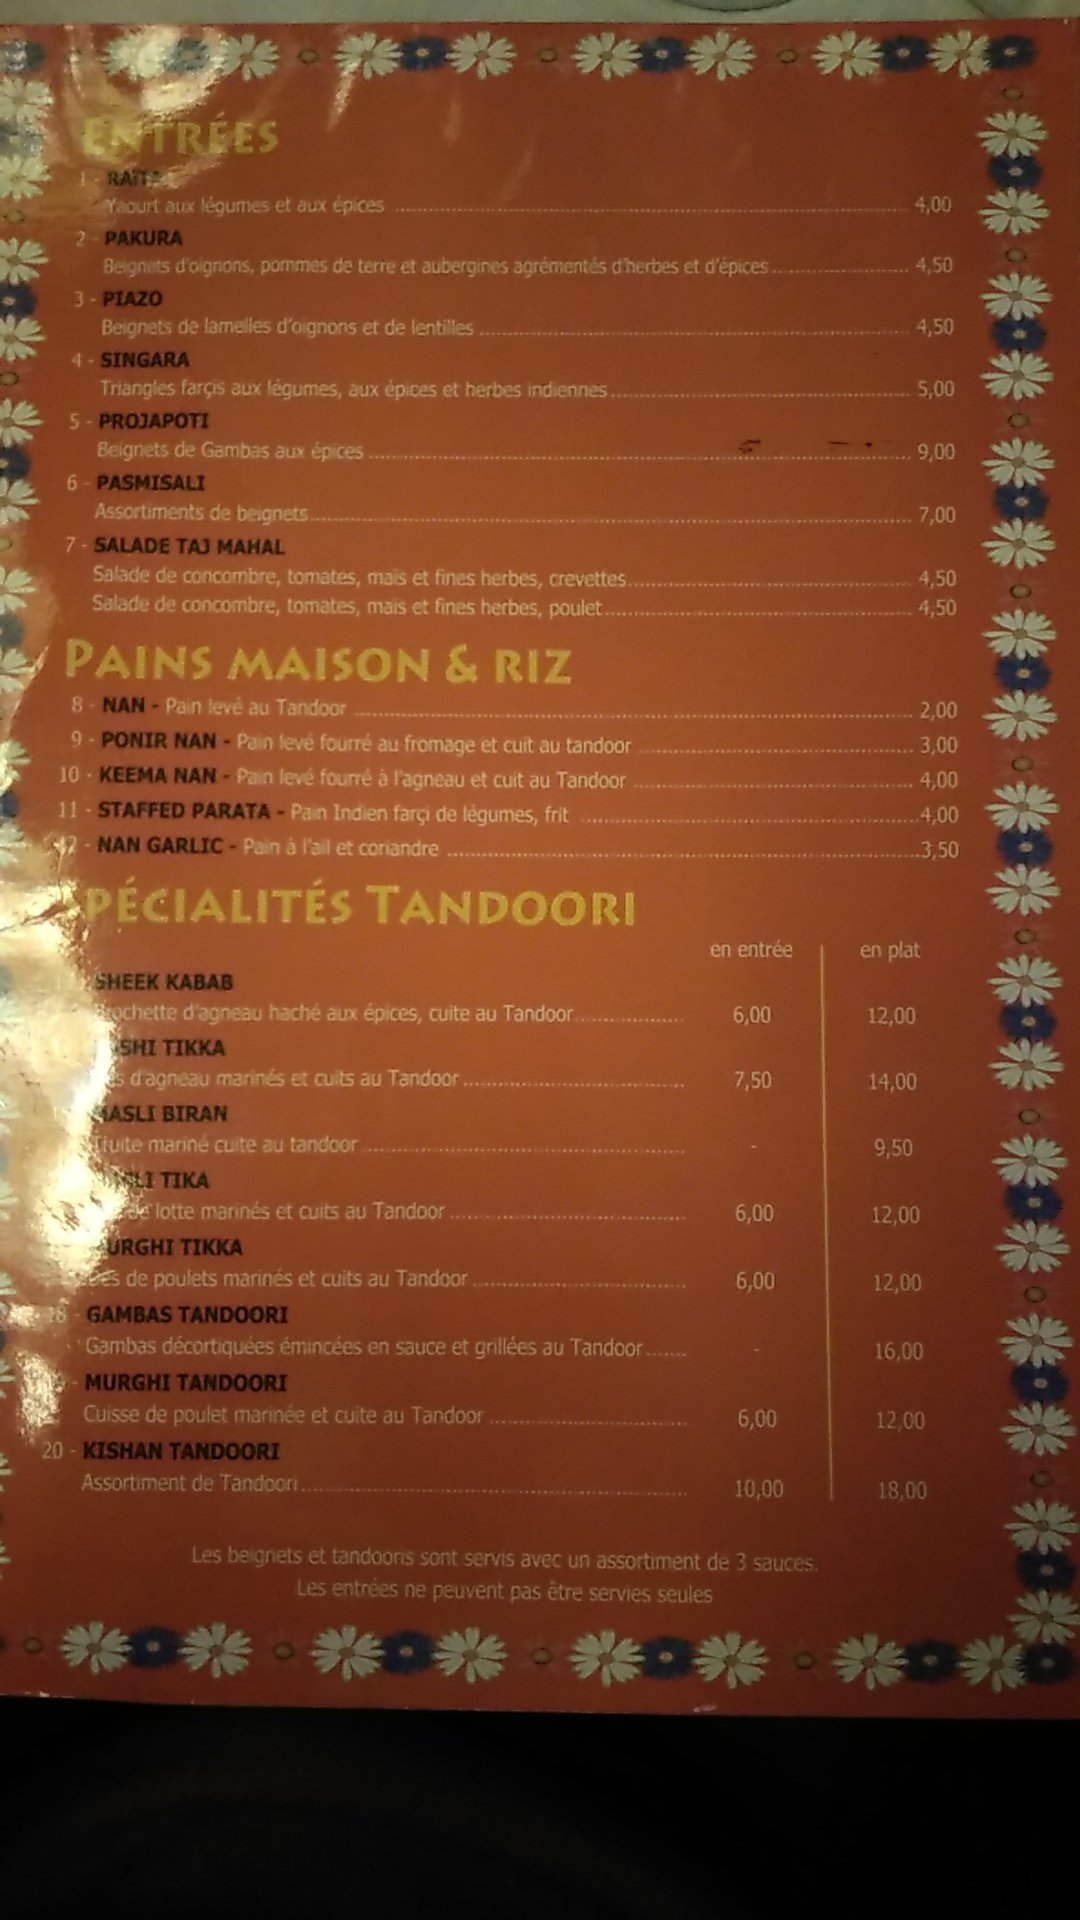 ENTRÉES
1 - RAITA
Yaourt aux légumes et aux épices 4,00
2 - PAKURA
Beignets d'oignons, pommes de terre et aubergines agrémentés d'herbes et d'épices 4,50
3 - PIAZO
Beignets de lamelles d'oignons et de lentilles 4,50
4 - SINGARA
Triangles farçis aux légumes, aux épices et herbes indiennes 5,00
5 - PROJAPOTI
Beignets de Gambas aux épices 9,00
6 - PASMISALI
Assortiments de beignets 7,00
7 - SALADE TAJ MAHAL
Salade de concombre, tomates, maïs et fines herbes, crevettes 4,50
Salade de concombre, tomates, maïs et fines herbes, poulet 4,50
PAINS MAISON & RIZ
8 - NAN - Pain levé au Tandoor 2,00
9 - PONIR NAN - Pain levé fourré au fromage et cuit au tandoor 3,00
10 - KEEMA NAN - Pain levé fourré à l'agneau et cuit au Tandoor 4,00
11 - STAFFED PARATA - Pain Indien farçi de légumes, frit 4,00
12 - NAN GARLIC - Pain à l'ail et coriandre 3,50
SPÉCIALITÉS TANDOORI
en entrée en plat
SHEEK KABAB
Brochette d'agneau haché aux épices, cuite au Tandoor 6,00 12,00
TIKKA
d'agneau marinés et cuits au Tandoor 7,50 14,00
MASLI BIRAN
Truite mariné cuite au tandoor - 9,50
TIKA
de lotte marinés et cuits au Tandoor 6,00 12,00
MURGHI TIKKA
Dés de poulets marinés et cuits au Tandoor 6,00 12,00
18 - GAMBAS TANDOORI
Gambas décortiquées émincées en sauce et grillées au Tandoor - 16,00
- MURGHI TANDOORI
Cuisse de poulet marinée et cuite au Tandoor 6,00 12,00
20 - KISHAN TANDOORI
Assortiment de Tandoori 10,00 18,00
Les beignets et tandooris sont servis avec un assortiment de 3 sauces.
Les entrées ne peuvent pas être servies seules